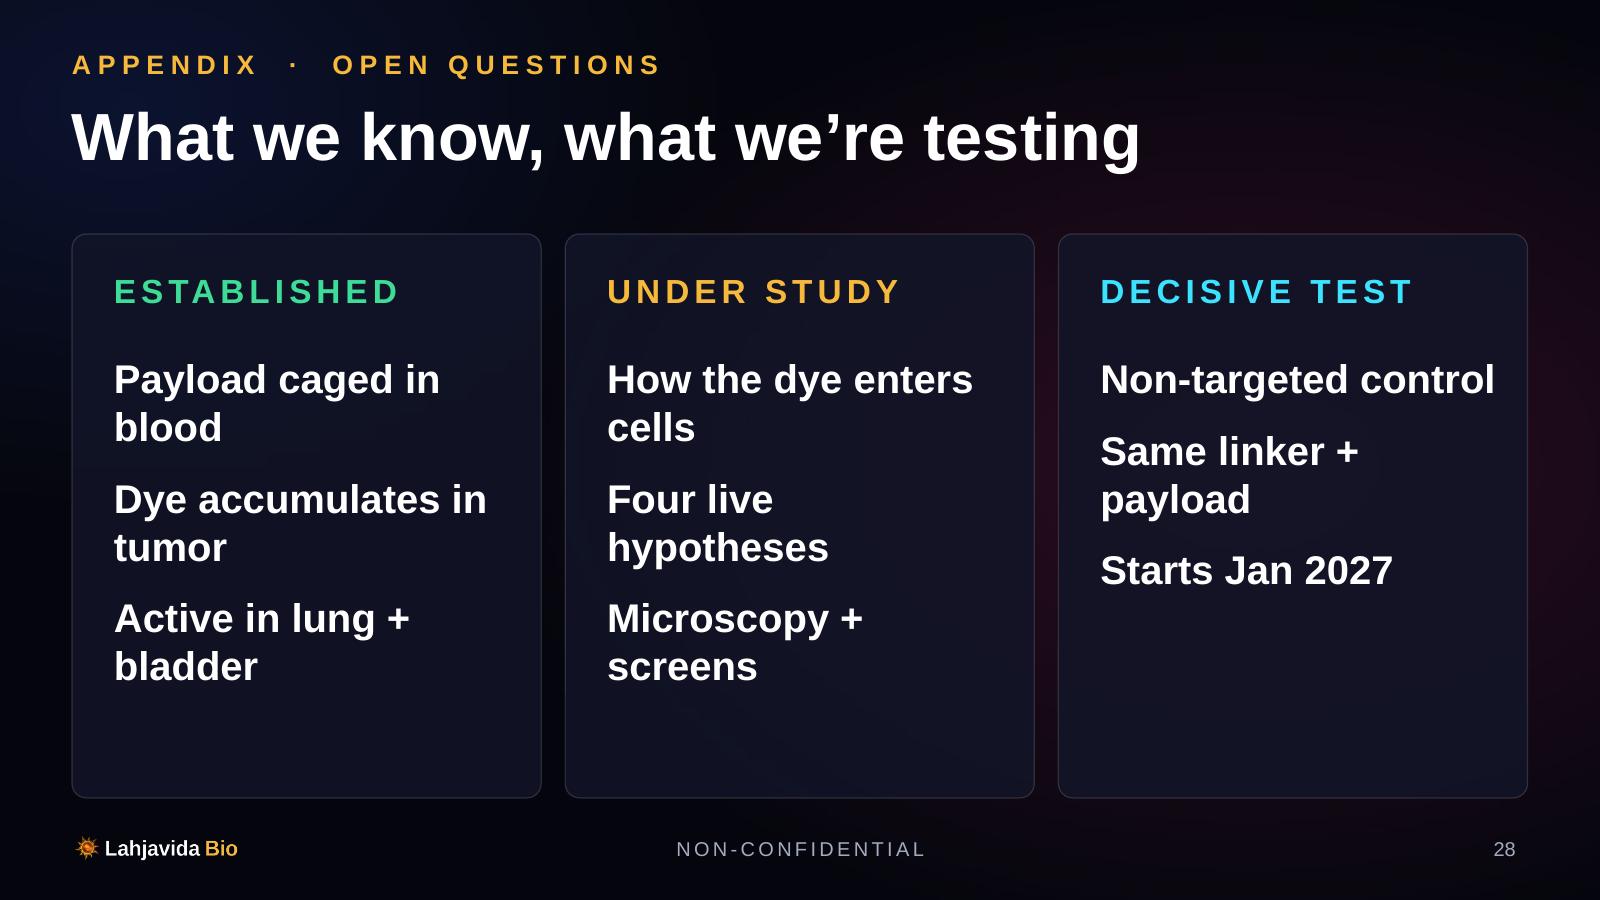 APPENDIX · OPEN QUESTIONS
What we know, what we’re testing
ESTABLISHED
Payload caged in
blood
Dye accumulates in
tumor
Active in lung +
bladder
UNDER STUDY
How the dye enters
cells
Four live
hypotheses
Microscopy +
screens
DECISIVE TEST
Non-targeted control
Same linker +
payload
Starts Jan 2027
Lahjavida Bio
NON-CONFIDENTIAL
28